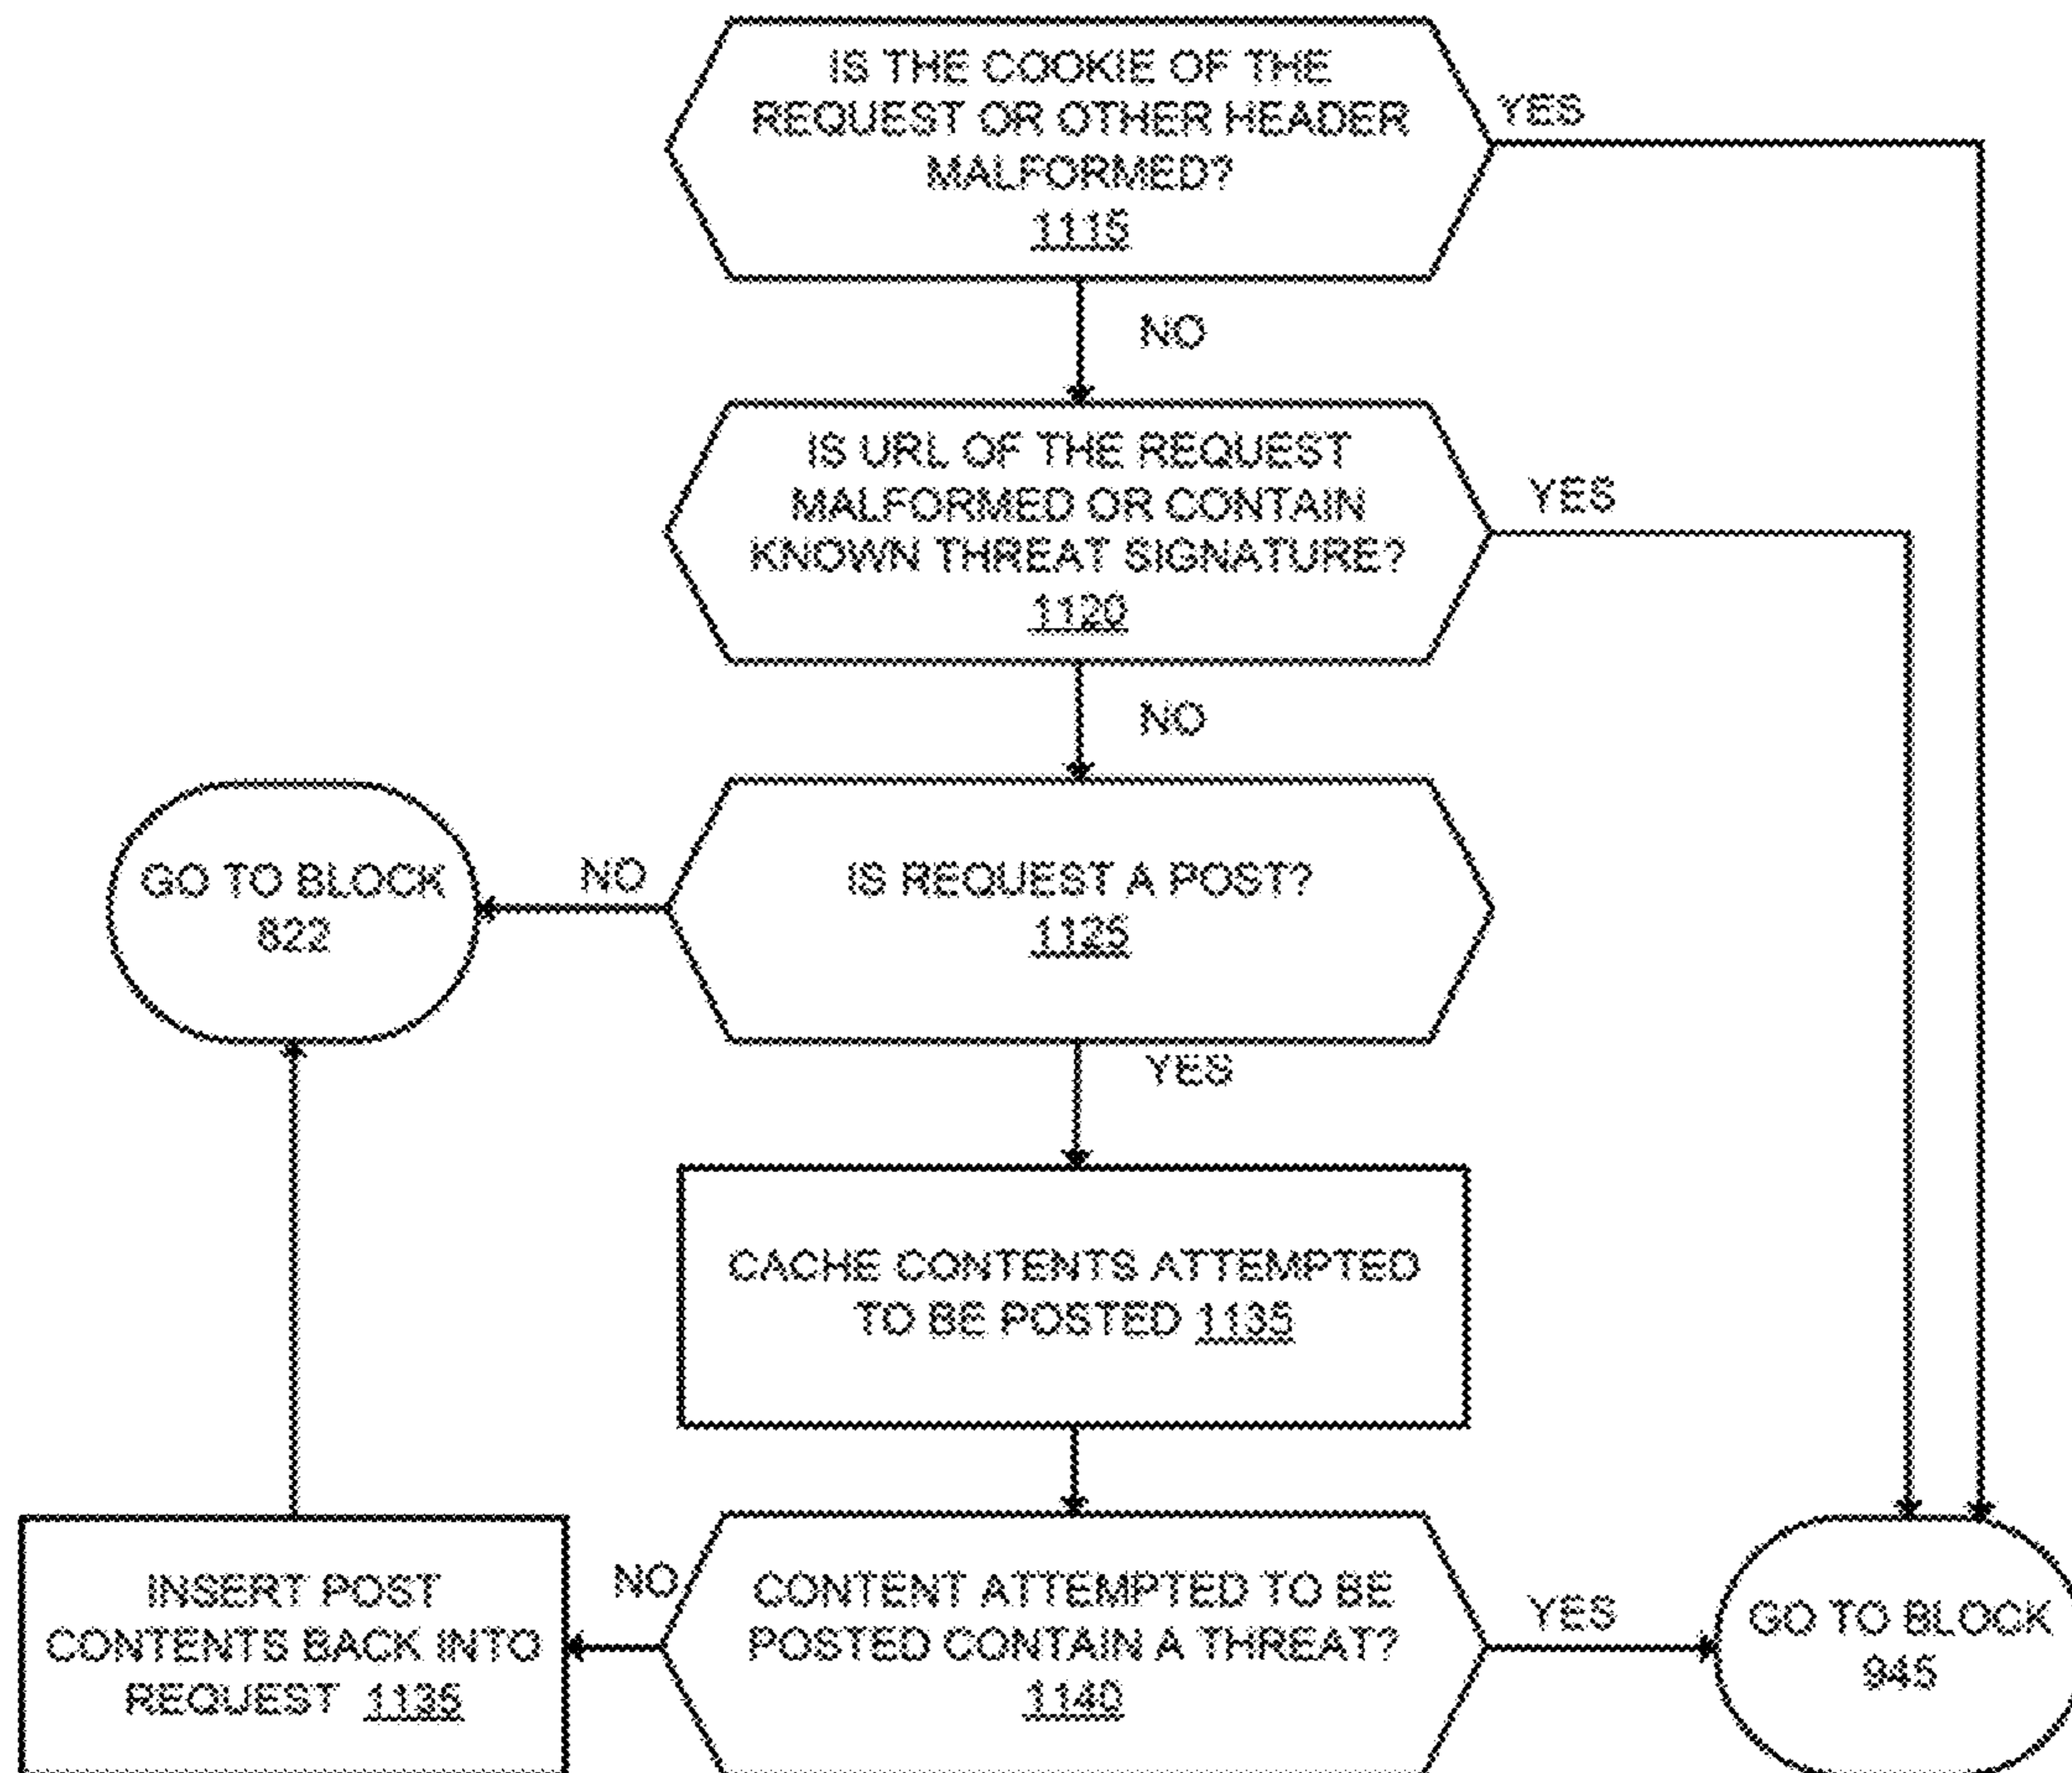 IS THE COOKIE OF THE
REQUEST OR OTHER HEADER
MALFORMED?
1115
YES
NO
IS URL OF THE REQUEST
MALFORMED OR CONTAIN
KNOWN THREAT SIGNATURE?
1120
YES
NO
IS REQUEST A POST?
1125
NO
GO TO BLOCK
822
YES
CACHE CONTENTS ATTEMPTED
TO BE POSTED 1135
CONTENT ATTEMPTED TO BE
POSTED CONTAIN A THREAT?
1140
NO
INSERT POST
CONTENTS BACK INTO
REQUEST 1135
YES
GO TO BLOCK
945